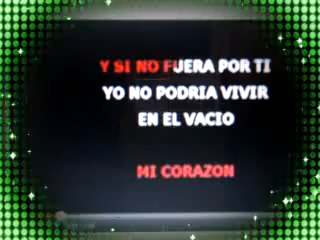 Y SI NO FUERA POR TI
YO NO PODRIA VIVIR
EN EL VACIO
MI CORAZON